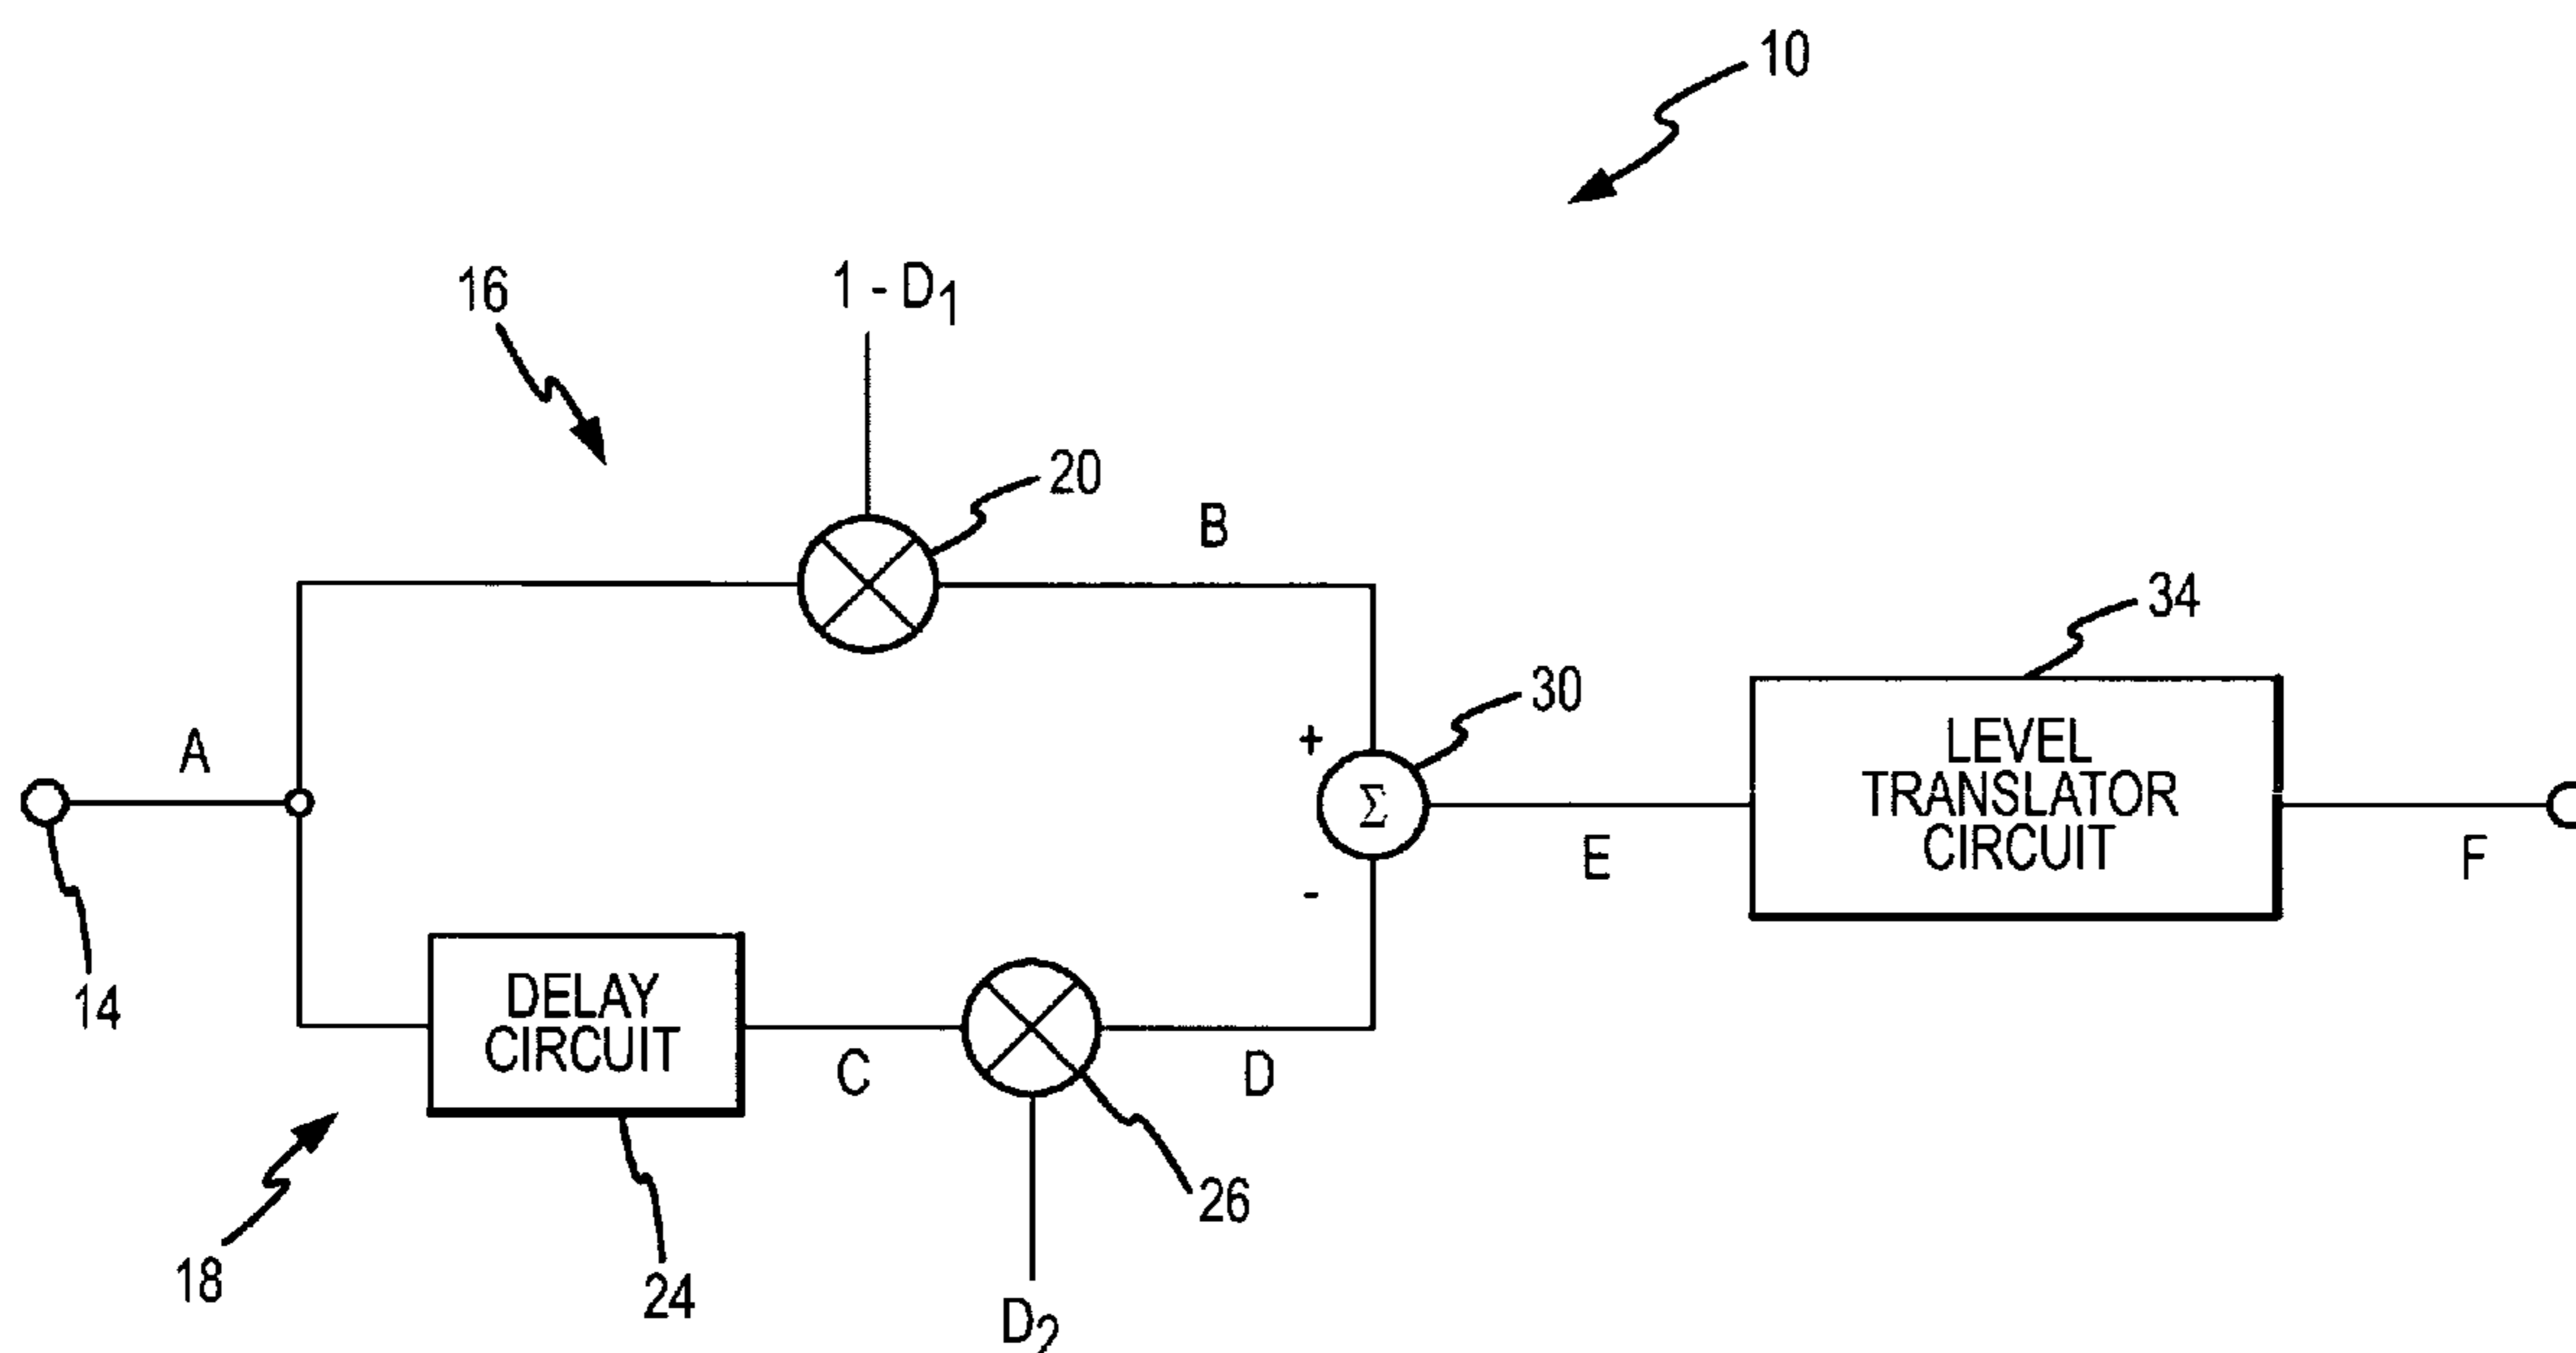 10
16
1 - D1
20
B
34
30
A
+
Σ
LEVEL
TRANSLATOR
CIRCUIT
E
F
-
14
DELAY
CIRCUIT
C
D
26
18
24
D2